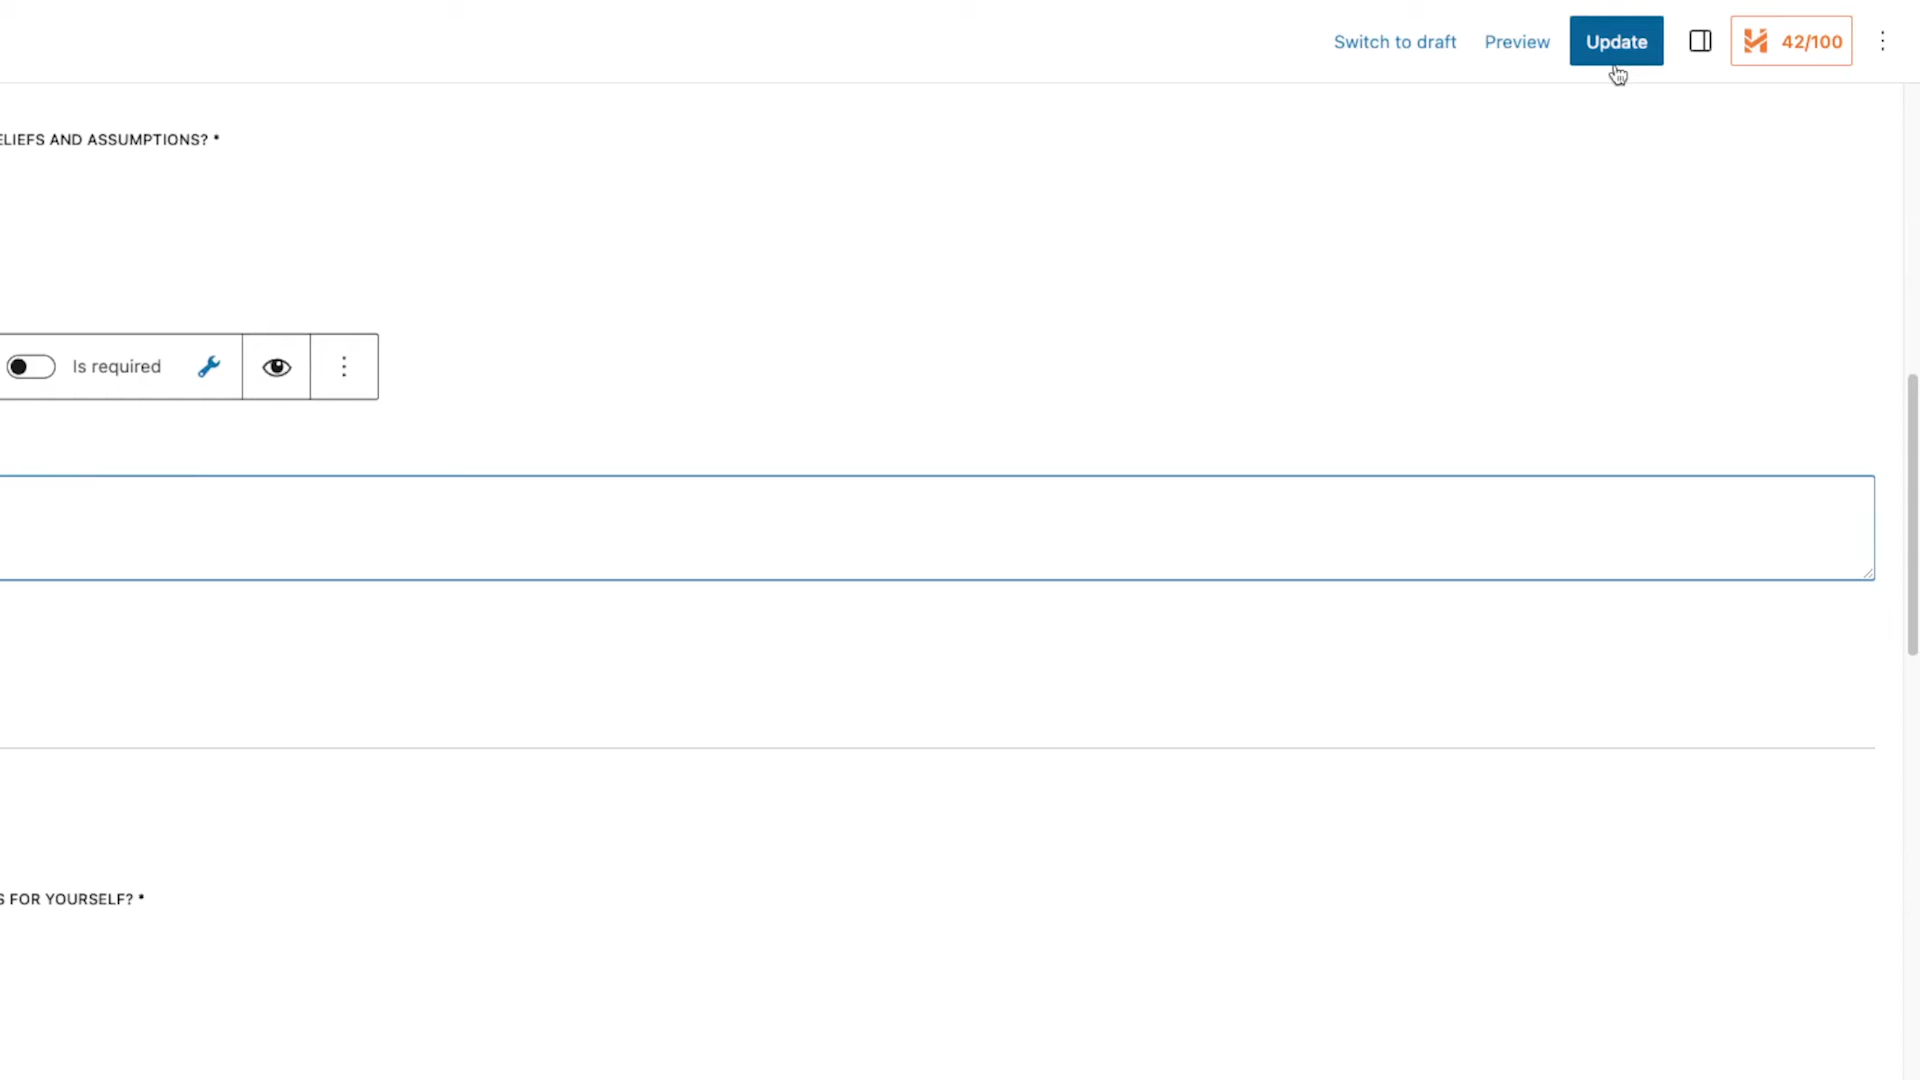 Switch to draft Preview Update 42/100
ELIEFS AND ASSUMPTIONS? *
Is required
S FOR YOURSELF? *